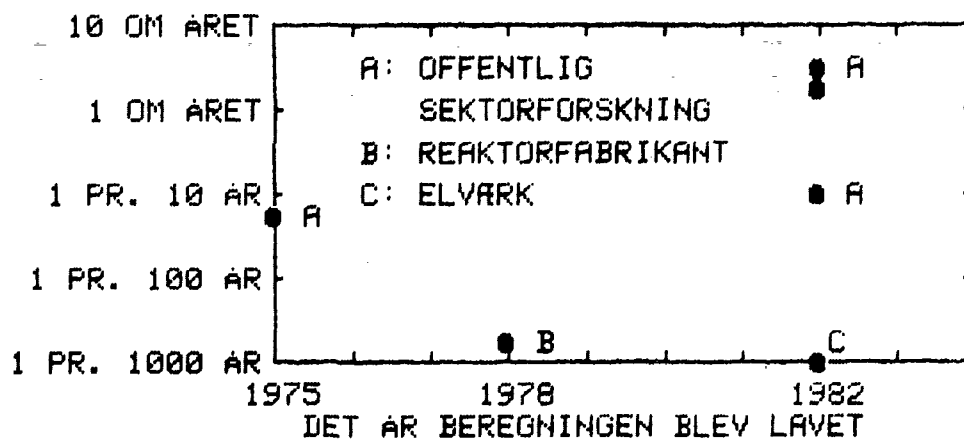 10 OM ÅRET
A: OFFENTLIG A
1 OM ÅRET SEKTORFORSKNING
B: REAKTORFABRIKANT
1 PR. 10 ÅR C: ELVÆRK A
A
1 PR. 100 ÅR
B C
1 PR. 1000 ÅR
1975 1978 1982
DET ÅR BEREGNINGEN BLEV LAVET